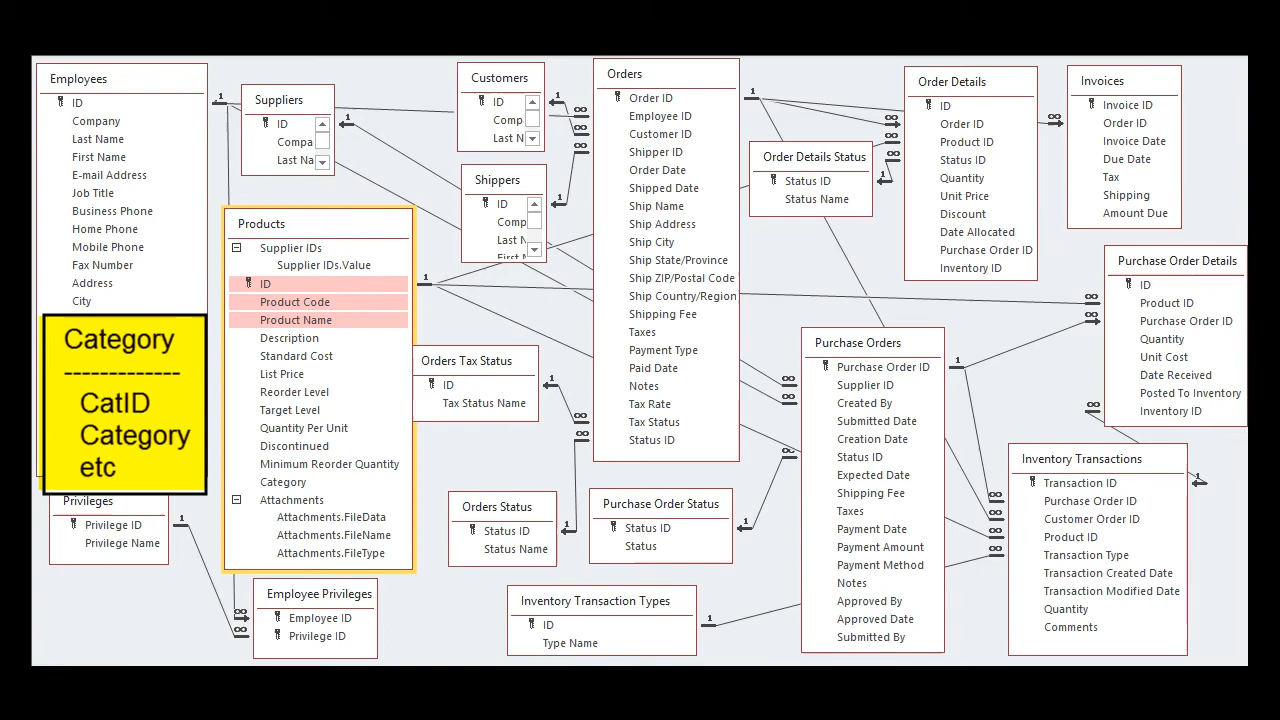 Employees
ID
Company
Last Name
First Name
E-mail Address
Job Title
Business Phone
Home Phone
Mobile Phone
Fax Number
Address
City
Category
-------------
CatID
Category
etc
Privileges
Privilege ID
Privilege Name
Suppliers
ID
Compa
Last Na
Products
Supplier IDs
Supplier IDs.Value
ID
Product Code
Product Name
Description
Standard Cost
List Price
Reorder Level
Target Level
Quantity Per Unit
Discontinued
Minimum Reorder Quantity
Category
Attachments
Attachments.FileData
Attachments.FileName
Attachments.FileType
Employee Privileges
Employee ID
Privilege ID
Customers
ID
Comp
Last N
Shippers
ID
Comp
Last N
First N
Orders Tax Status
ID
Tax Status Name
Orders Status
Status ID
Status Name
Orders
Order ID
Employee ID
Customer ID
Shipper ID
Order Date
Shipped Date
Ship Name
Ship Address
Ship City
Ship State/Province
Ship ZIP/Postal Code
Ship Country/Region
Shipping Fee
Taxes
Payment Type
Paid Date
Notes
Tax Rate
Tax Status
Status ID
Purchase Order Status
Status ID
Status
Inventory Transaction Types
ID
Type Name
Order Details Status
Status ID
Status Name
Order Details
ID
Order ID
Product ID
Status ID
Quantity
Unit Price
Discount
Date Allocated
Purchase Order ID
Inventory ID
Invoices
Invoice ID
Order ID
Invoice Date
Due Date
Tax
Shipping
Amount Due
Purchase Orders
Purchase Order ID
Supplier ID
Created By
Submitted Date
Creation Date
Status ID
Expected Date
Shipping Fee
Taxes
Payment Date
Payment Amount
Payment Method
Notes
Approved By
Approved Date
Submitted By
Purchase Order Details
ID
Product ID
Purchase Order ID
Quantity
Unit Cost
Date Received
Posted To Inventory
Inventory ID
Inventory Transactions
Transaction ID
Purchase Order ID
Customer Order ID
Product ID
Transaction Type
Transaction Created Date
Transaction Modified Date
Quantity
Comments